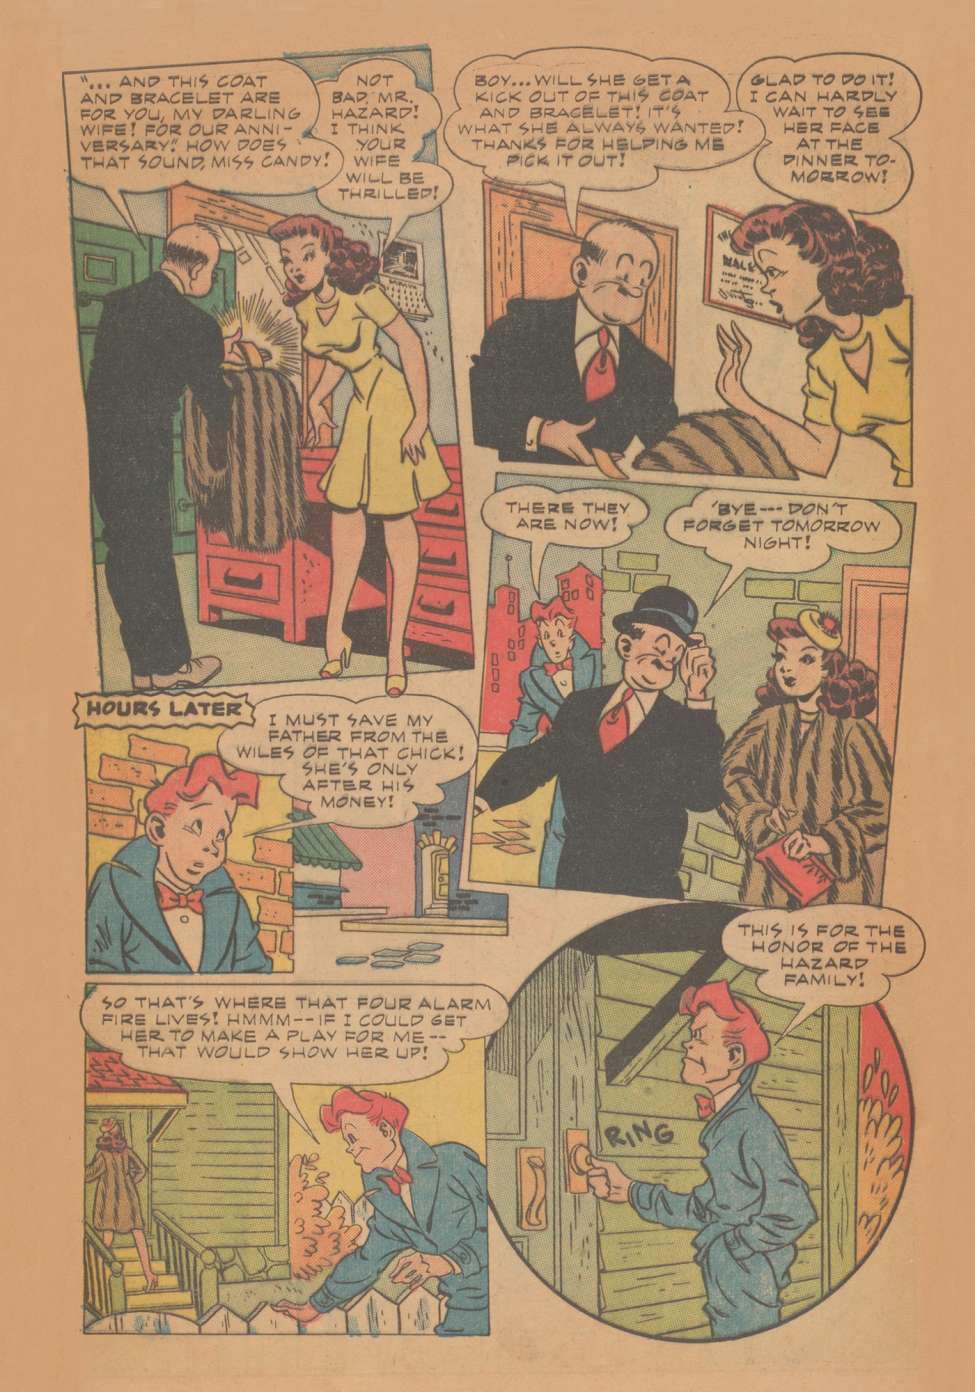 "... AND THIS COAT
AND BRACELET ARE
FOR YOU, MY DARLING
WIFE! FOR OUR ANNI-
VERSARY! HOW DOES
THAT SOUND, MISS CANDY!
NOT
BAD, MR.
HAZARD!
I THINK
YOUR
WIFE
WILL BE
THRILLED!
BOY... WILL SHE GET A
KICK OUT OF THIS COAT
AND BRACELET! IT'S
WHAT SHE ALWAYS WANTED!
THANKS FOR HELPING ME
PICK IT OUT!
GLAD TO DO IT!
I CAN HARDLY
WAIT TO SEE
HER FACE
AT THE
DINNER TO-
MORROW!
THERE THEY
ARE NOW!
'BYE--- DON'T
FORGET TOMORROW
NIGHT!
HOURS LATER
I MUST SAVE MY
FATHER FROM THE
WILES OF THAT CHICK!
SHE'S ONLY
AFTER HIS
MONEY!
SO THAT'S WHERE THAT FOUR ALARM
FIRE LIVES! HMMM--IF I COULD GET
HER TO MAKE A PLAY FOR ME--
THAT WOULD SHOW HER UP!
THIS IS FOR THE
HONOR OF THE
HAZARD
FAMILY!
RING